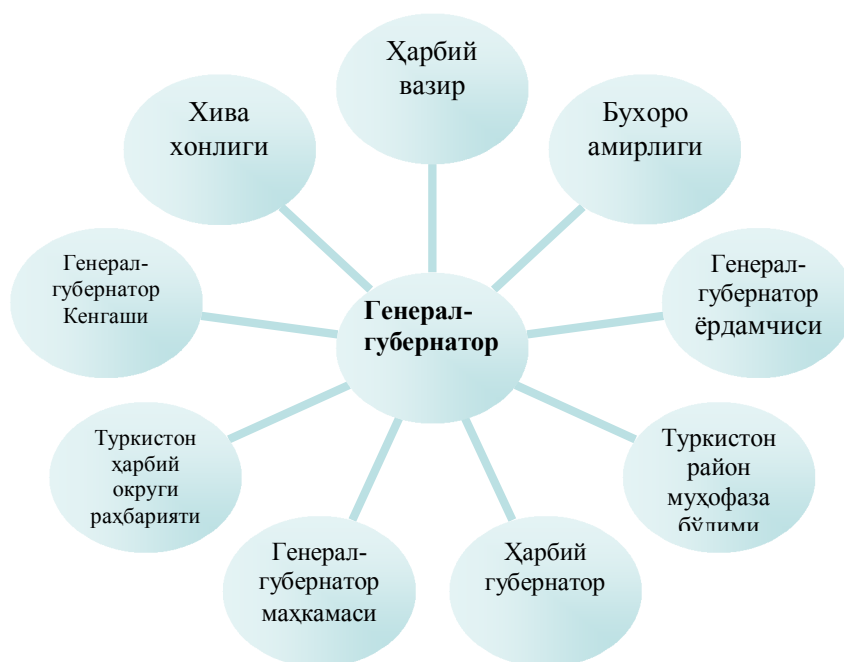 Ҳарбий
вазир
Бухоро
амирлиги
Генерал-
губернатор
ёрдамчиси
Туркистон
район
муҳофаза
бўлими
Ҳарбий
губернатор
Генерал-
губернатор
маҳкамаси
Туркистон
ҳарбий
округи
раҳбарияти
Генерал-
губернатор
Кенгаши
Хива
хонлиги
Генерал-
губернатор